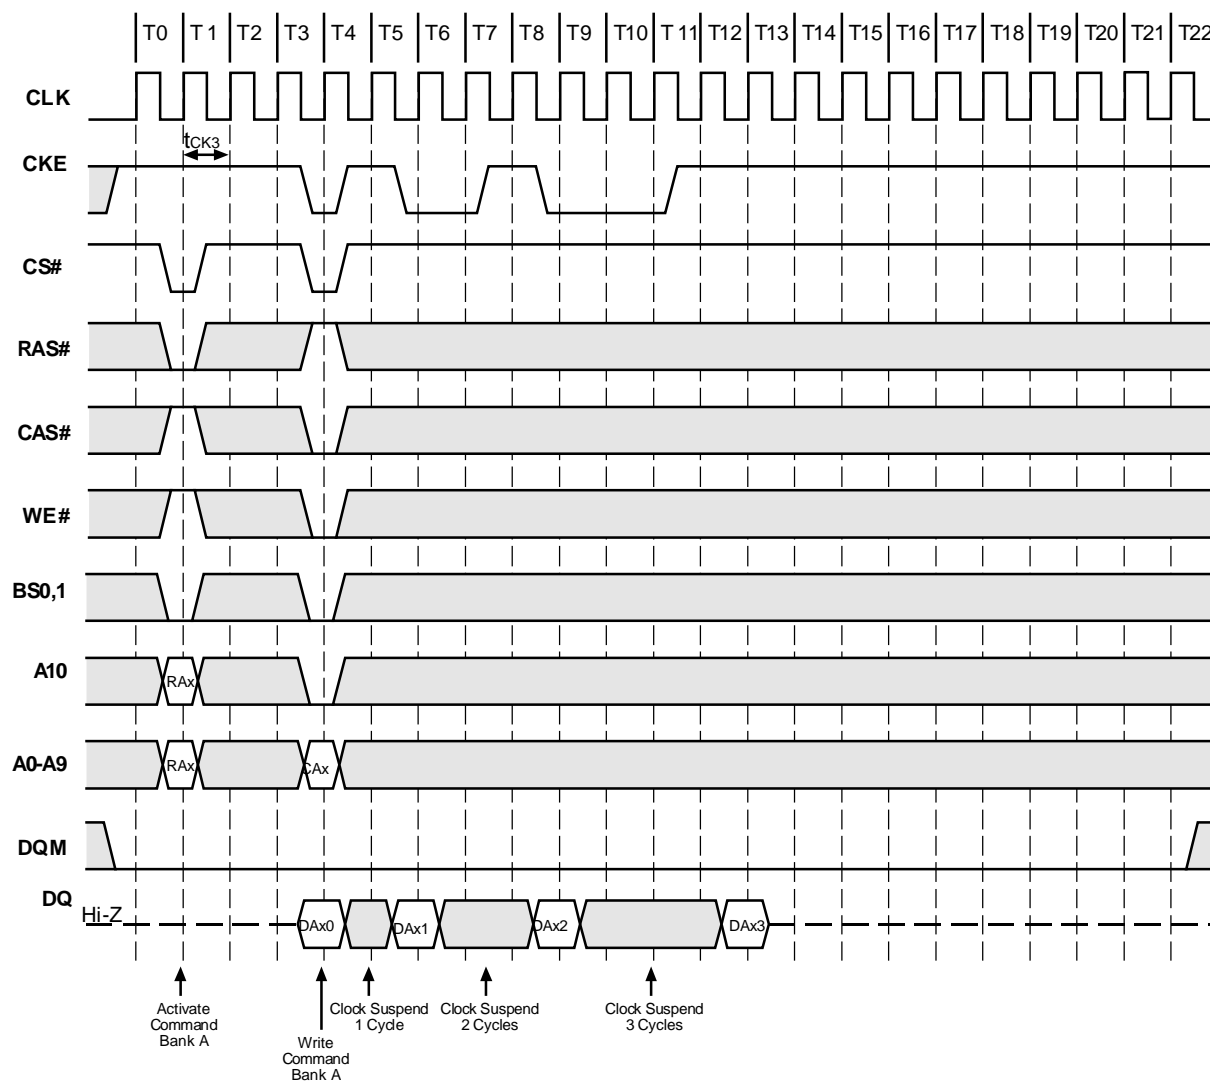 T0 T1 T2 T3 T4 T5 T6 T7 T8 T9 T10 T11 T12 T13 T14 T15 T16 T17 T18 T19 T20 T21 T22
CLK
tCK3
CKE
CS#
RAS#
CAS#
WE#
BS0,1
A10
RAx
A0-A9
RAx CAx
DQM
DQ
Hi-Z
DAx0 DAx1 DAx2 DAx3
Activate
Command
Bank A
Write
Command
Bank A
Clock Suspend
1 Cycle
Clock Suspend
2 Cycles
Clock Suspend
3 Cycles